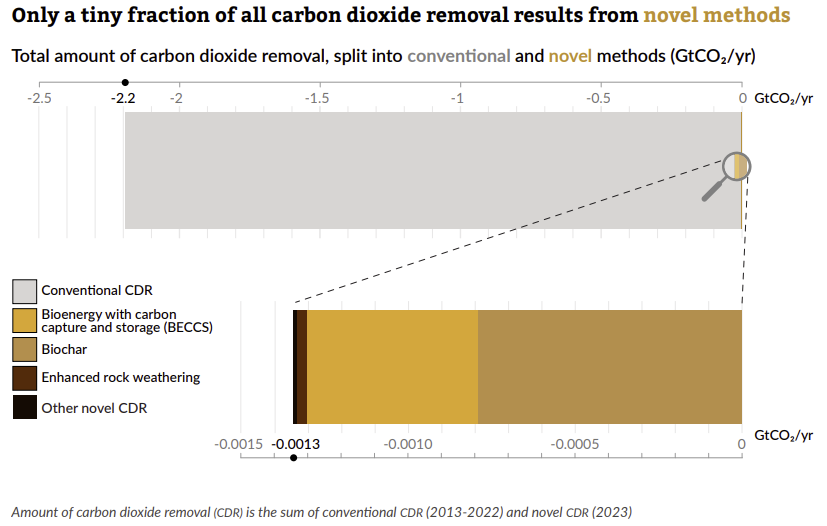 Only a tiny fraction of all carbon dioxide removal results from novel methods
Total amount of carbon dioxide removal, split into conventional and novel methods (GtCO₂/yr)
-2.5 -2.2 -2 -1.5 -1 -0.5 0 GtCO₂/yr
Conventional CDR
Bioenergy with carbon
capture and storage (BECCS)
Biochar
Enhanced rock weathering
Other novel CDR
-0.0015 -0.0013 -0.0010 -0.0005 0 GtCO₂/yr
Amount of carbon dioxide removal (CDR) is the sum of conventional CDR (2013-2022) and novel CDR (2023)